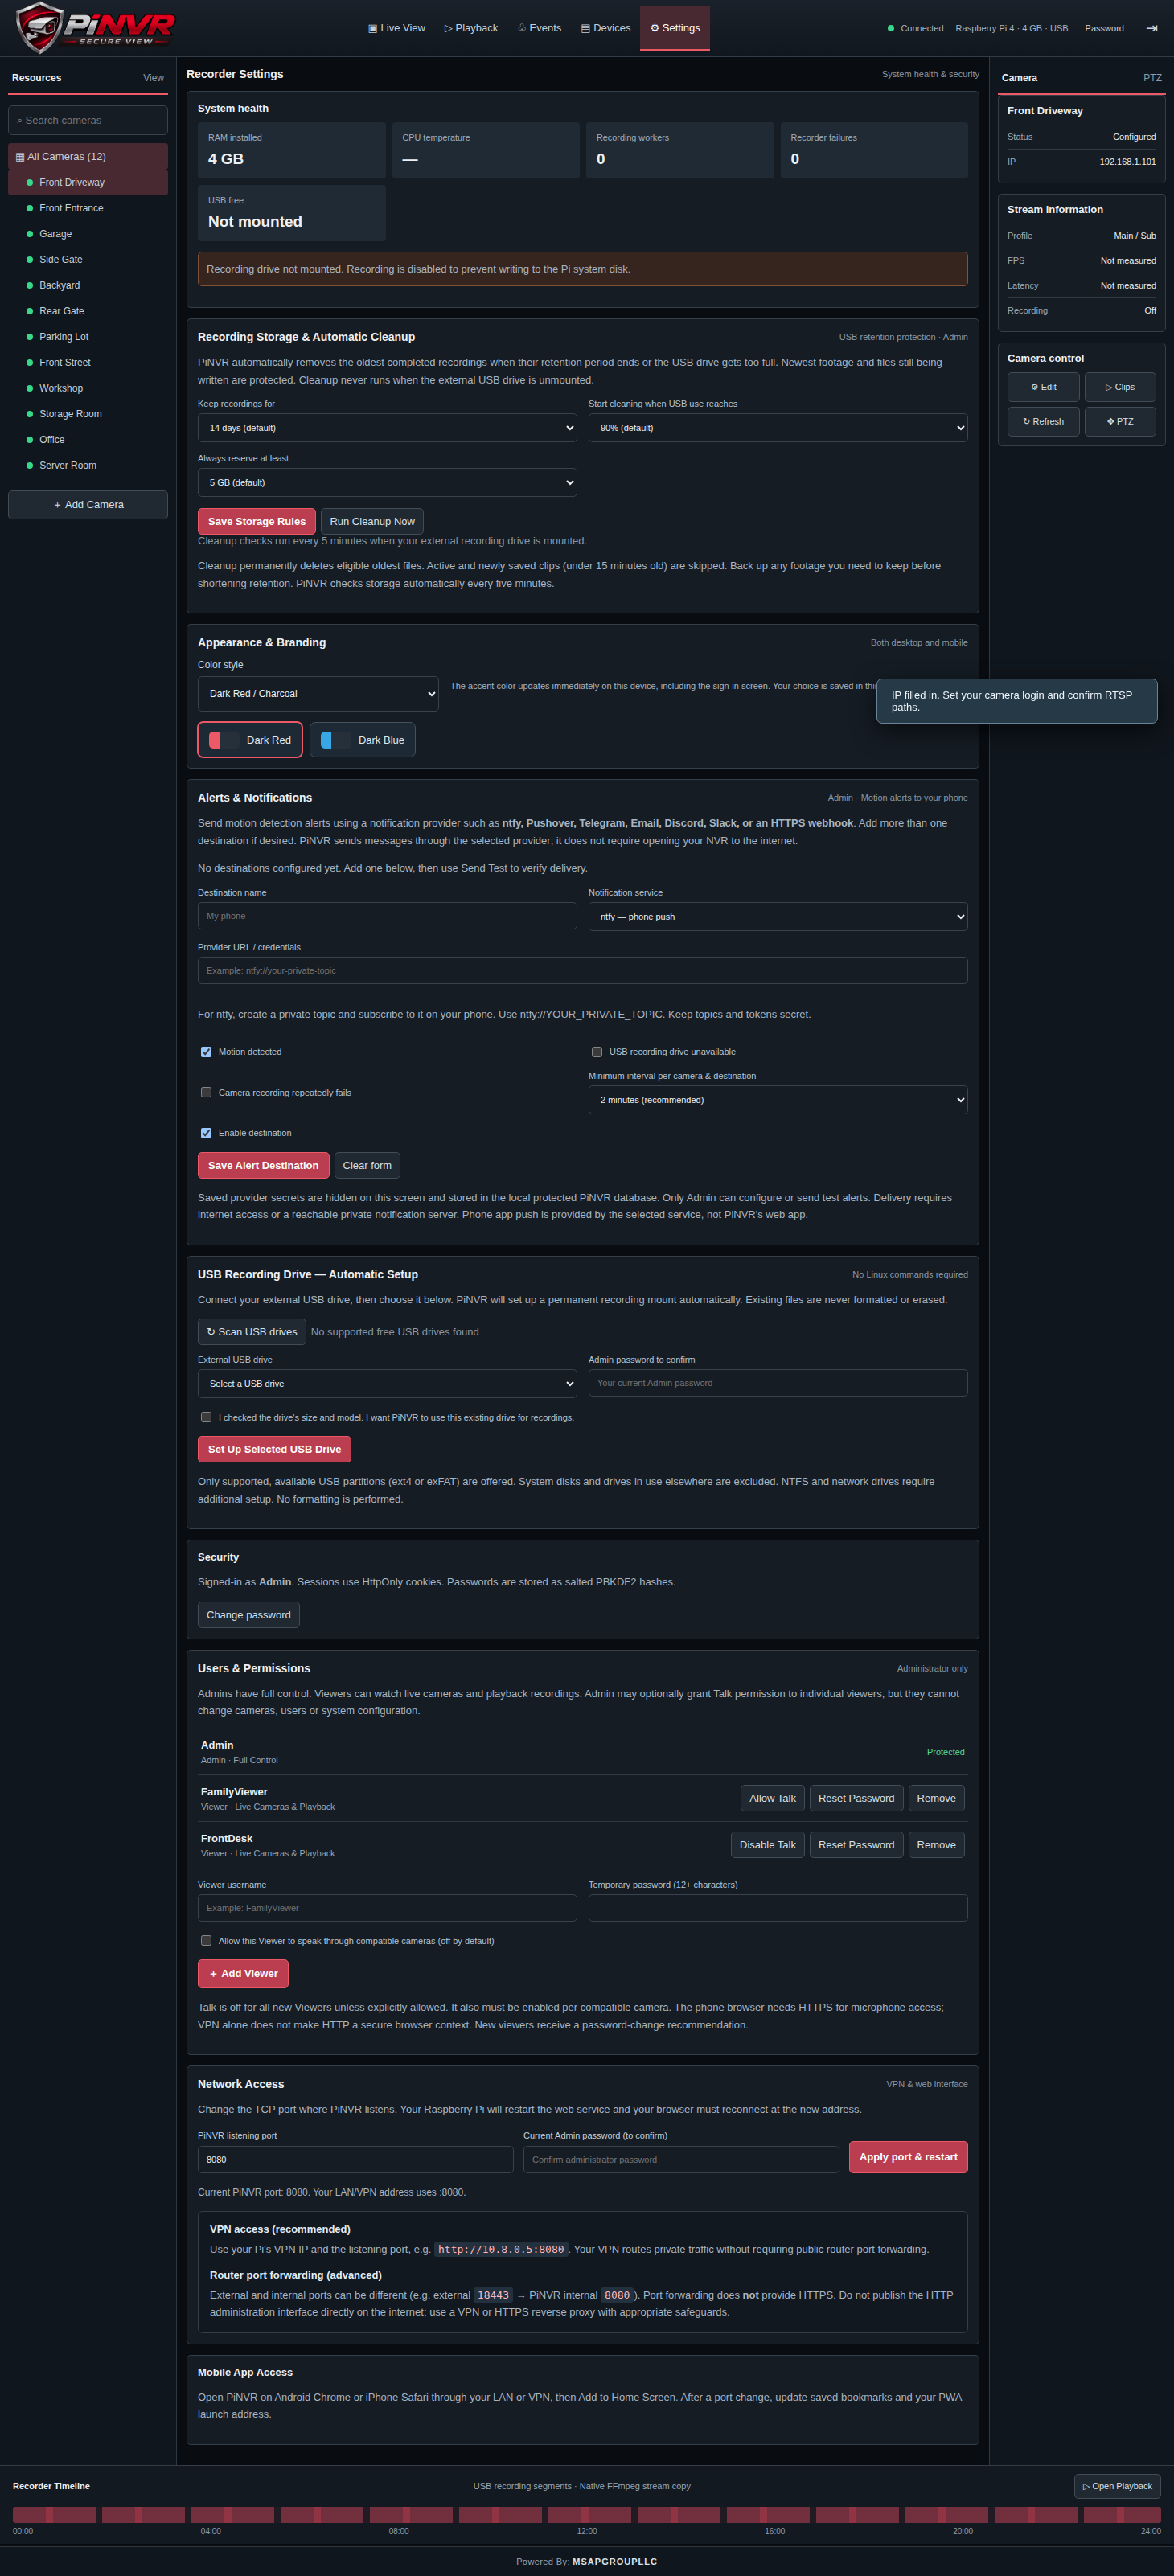 PiNVR
SECURE VIEW
▣ Live View
▷ Playback
♧ Events
▤ Devices
⚙ Settings
Connected
Raspberry Pi 4 · 4 GB · USB
Password
⇥
Resources
View
⌕ Search cameras
▦ All Cameras (12)
Front Driveway
Front Entrance
Garage
Side Gate
Backyard
Rear Gate
Parking Lot
Front Street
Workshop
Storage Room
Office
Server Room
＋ Add Camera
Recorder Settings
System health & security
System health
RAM installed
4 GB
CPU temperature
—
Recording workers
0
Recorder failures
0
USB free
Not mounted
Recording drive not mounted. Recording is disabled to prevent writing to the Pi system disk.
Recording Storage & Automatic Cleanup
USB retention protection · Admin
PiNVR automatically removes the oldest completed recordings when their retention period ends or the USB drive gets too full. Newest footage and files still being
written are protected. Cleanup never runs when the external USB drive is unmounted.
Keep recordings for
14 days (default)
Start cleaning when USB use reaches
90% (default)
Always reserve at least
5 GB (default)
Save Storage Rules
Run Cleanup Now
Cleanup checks run every 5 minutes when your external recording drive is mounted.
Cleanup permanently deletes eligible oldest files. Active and newly saved clips (under 15 minutes old) are skipped. Back up any footage you need to keep before
shortening retention. PiNVR checks storage automatically every five minutes.
Appearance & Branding
Both desktop and mobile
Color style
Dark Red / Charcoal
The accent color updates immediately on this device, including the sign-in screen. Your choice is saved in this
Dark Red
Dark Blue
IP filled in. Set your camera login and confirm RTSP
paths.
Alerts & Notifications
Admin · Motion alerts to your phone
Send motion detection alerts using a notification provider such as ntfy, Pushover, Telegram, Email, Discord, Slack, or an HTTPS webhook. Add more than one
destination if desired. PiNVR sends messages through the selected provider; it does not require opening your NVR to the internet.
No destinations configured yet. Add one below, then use Send Test to verify delivery.
Destination name
My phone
Notification service
ntfy — phone push
Provider URL / credentials
Example: ntfy://your-private-topic
For ntfy, create a private topic and subscribe to it on your phone. Use ntfy://YOUR_PRIVATE_TOPIC. Keep topics and tokens secret.
Motion detected
USB recording drive unavailable
Camera recording repeatedly fails
Minimum interval per camera & destination
2 minutes (recommended)
Enable destination
Save Alert Destination
Clear form
Saved provider secrets are hidden on this screen and stored in the local protected PiNVR database. Only Admin can configure or send test alerts. Delivery requires
internet access or a reachable private notification server. Phone app push is provided by the selected service, not PiNVR's web app.
USB Recording Drive — Automatic Setup
No Linux commands required
Connect your external USB drive, then choose it below. PiNVR will set up a permanent recording mount automatically. Existing files are never formatted or erased.
↻ Scan USB drives
No supported free USB drives found
External USB drive
Select a USB drive
Admin password to confirm
Your current Admin password
I checked the drive's size and model. I want PiNVR to use this existing drive for recordings.
Set Up Selected USB Drive
Only supported, available USB partitions (ext4 or exFAT) are offered. System disks and drives in use elsewhere are excluded. NTFS and network drives require
additional setup. No formatting is performed.
Security
Signed-in as Admin. Sessions use HttpOnly cookies. Passwords are stored as salted PBKDF2 hashes.
Change password
Users & Permissions
Administrator only
Admins have full control. Viewers can watch live cameras and playback recordings. Admin may optionally grant Talk permission to individual viewers, but they cannot
change cameras, users or system configuration.
Admin
Admin · Full Control
Protected
FamilyViewer
Viewer · Live Cameras & Playback
Allow Talk
Reset Password
Remove
FrontDesk
Viewer · Live Cameras & Playback
Disable Talk
Reset Password
Remove
Viewer username
Example: FamilyViewer
Temporary password (12+ characters)
Allow this Viewer to speak through compatible cameras (off by default)
＋ Add Viewer
Talk is off for all new Viewers unless explicitly allowed. It also must be enabled per compatible camera. The phone browser needs HTTPS for microphone access;
VPN alone does not make HTTP a secure browser context. New viewers receive a password-change recommendation.
Network Access
VPN & web interface
Change the TCP port where PiNVR listens. Your Raspberry Pi will restart the web service and your browser must reconnect at the new address.
PiNVR listening port
8080
Current Admin password (to confirm)
Confirm administrator password
Apply port & restart
Current PiNVR port: 8080. Your LAN/VPN address uses :8080.
VPN access (recommended)
Use your Pi's VPN IP and the listening port, e.g. http://10.8.0.5:8080. Your VPN routes private traffic without requiring public router port forwarding.
Router port forwarding (advanced)
External and internal ports can be different (e.g. external 18443 → PiNVR internal 8080). Port forwarding does not provide HTTPS. Do not publish the HTTP
administration interface directly on the internet; use a VPN or HTTPS reverse proxy with appropriate safeguards.
Mobile App Access
Open PiNVR on Android Chrome or iPhone Safari through your LAN or VPN, then Add to Home Screen. After a port change, update saved bookmarks and your PWA
launch address.
Camera
PTZ
Front Driveway
Status
Configured
IP
192.168.1.101
Stream information
Profile
Main / Sub
FPS
Not measured
Latency
Not measured
Recording
Off
Camera control
⚙ Edit
▷ Clips
↻ Refresh
✥ PTZ
Recorder Timeline
USB recording segments · Native FFmpeg stream copy
▷ Open Playback
00:00
04:00
08:00
12:00
16:00
20:00
24:00
Powered By: MSAPGROUPLLC